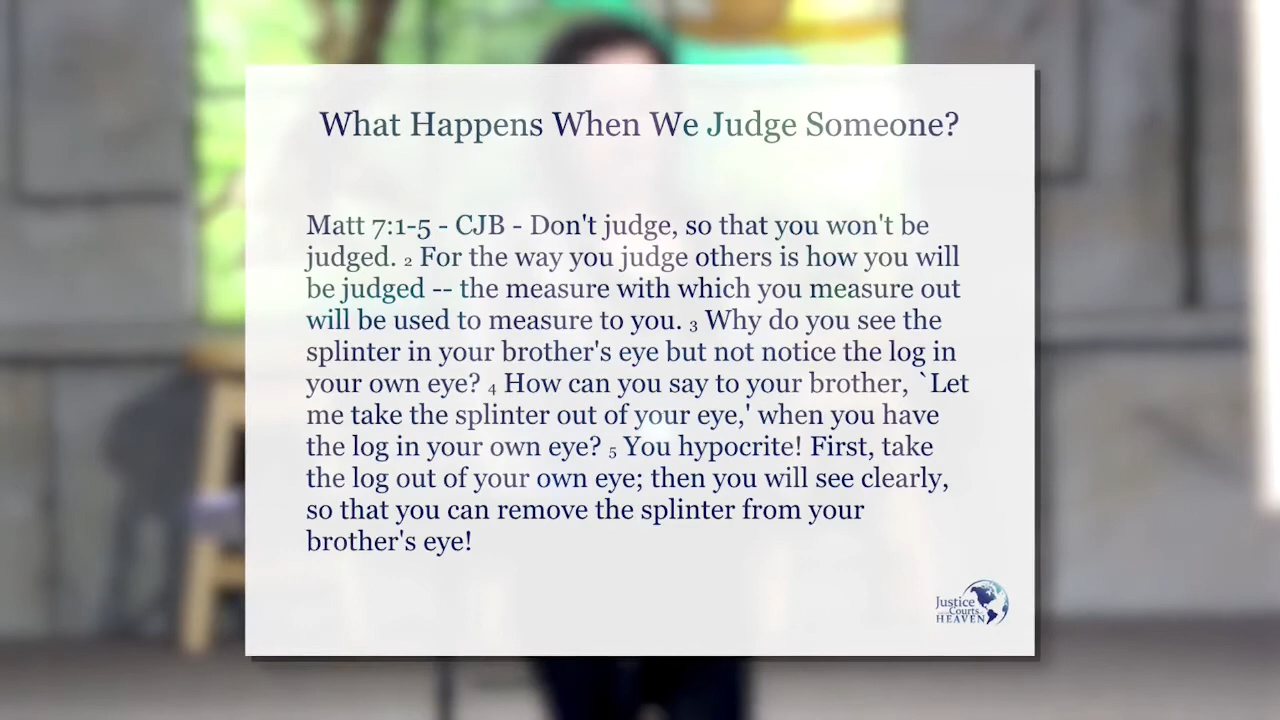 What Happens When We Judge Someone?
Matt 7:1-5 - CJB - Don't judge, so that you won't be
judged. 2 For the way you judge others is how you will
be judged -- the measure with which you measure out
will be used to measure to you. 3 Why do you see the
splinter in your brother's eye but not notice the log in
your own eye? 4 How can you say to your brother, `Let
me take the splinter out of your eye,' when you have
the log in your own eye? 5 You hypocrite! First, take
the log out of your own eye; then you will see clearly,
so that you can remove the splinter from your
brother's eye!
Justice
Courts
HEAVEN